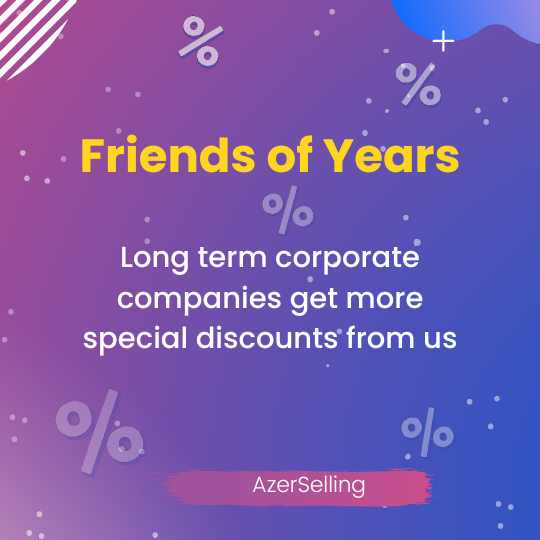 Friends of Years
Long term corporate
companies get more
special discounts from us
AzerSelling